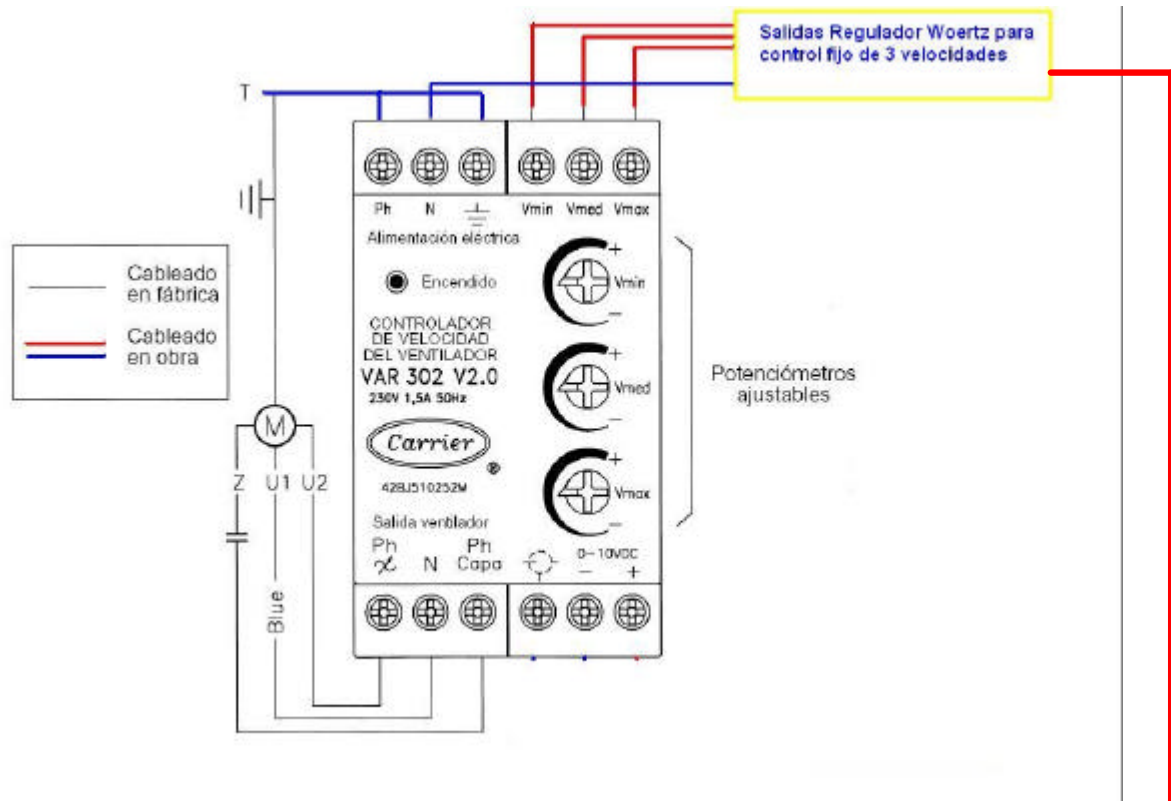 Salidas Regulador Woertz para
control fijo de 3 velocidades
T
Ph N Vmin Vmed Vmax
Alimentación eléctrica
Encendido
+
Vmin
-
CONTROLADOR
DE VELOCIDAD
DEL VENTILADOR
VAR 302 V2.0
230V 1,5A 50Hz
+
Vmed
-
Carrier
®
42BJ510252M
+
Vmax
-
Potenciómetros
ajustables
Cableado
en fábrica
Cableado
en obra
M
Z U1 U2
Blue
Salida ventilador
Ph Ph
N Capa
0-10VDC
- +